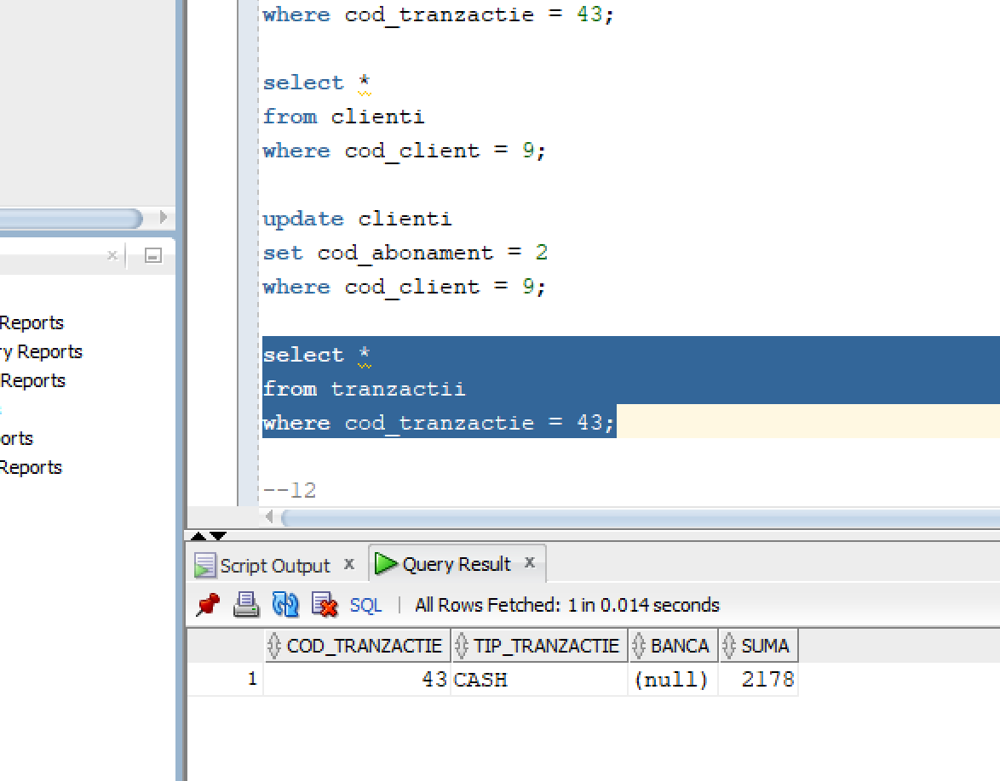 where cod_tranzactie = 43;
select *
from clienti
where cod_client = 9;
update clienti
set cod_abonament = 2
where cod_client = 9;
select *
from tranzactii
where cod_tranzactie = 43;
--12
Reports
ry Reports
Reports
orts
Reports
Script Output x
Query Result x
SQL | All Rows Fetched: 1 in 0.014 seconds
COD_TRANZACTIE TIP_TRANZACTIE BANCA SUMA
1 43 CASH (null) 2178